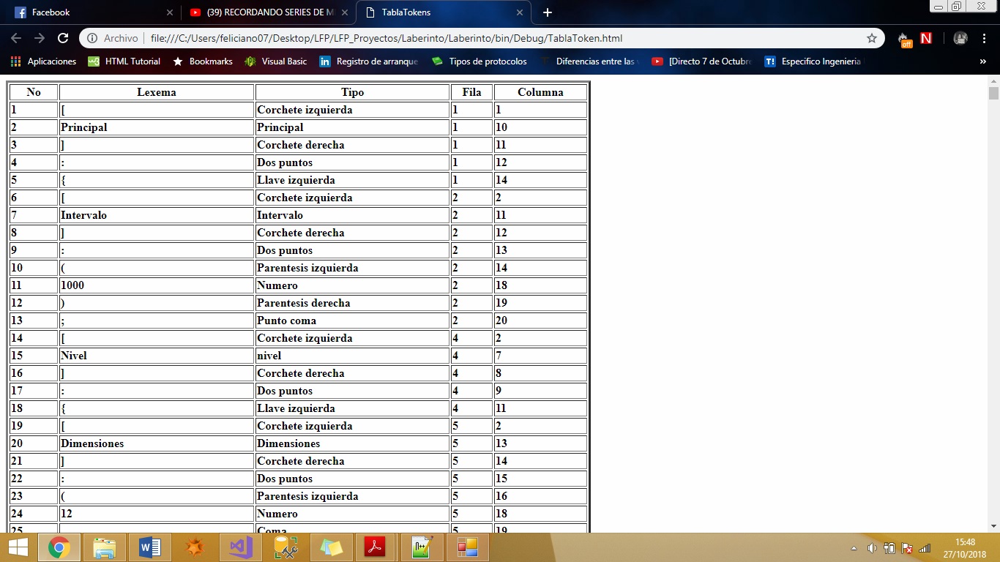 Facebook
(39) RECORDANDO SERIES DE M
TablaTokens
Archivo file:///C:/Users/feliciano07/Desktop/LFP/LFP_Proyectos/Laberinto/Laberinto/bin/Debug/TablaToken.html
off
N
Aplicaciones HTML Tutorial Bookmarks Visual Basic Registro de arranque Tipos de protocolos Diferencias entre las [Directo 7 de Octubre Especifico Ingenieria »
No Lexema Tipo Fila Columna
1 [ Corchete izquierda 1 1
2 Principal Principal 1 10
3 ] Corchete derecha 1 11
4 : Dos puntos 1 12
5 { Llave izquierda 1 14
6 [ Corchete izquierda 2 2
7 Intervalo Intervalo 2 11
8 ] Corchete derecha 2 12
9 : Dos puntos 2 13
10 ( Parentesis izquierda 2 14
11 1000 Numero 2 18
12 ) Parentesis derecha 2 19
13 ; Punto coma 2 20
14 [ Corchete izquierda 4 2
15 Nivel nivel 4 7
16 ] Corchete derecha 4 8
17 : Dos puntos 4 9
18 { Llave izquierda 4 11
19 [ Corchete izquierda 5 2
20 Dimensiones Dimensiones 5 13
21 ] Corchete derecha 5 14
22 : Dos puntos 5 15
23 ( Parentesis izquierda 5 16
24 12 Numero 5 18
25 Coma 5 19
15:48
27/10/2018